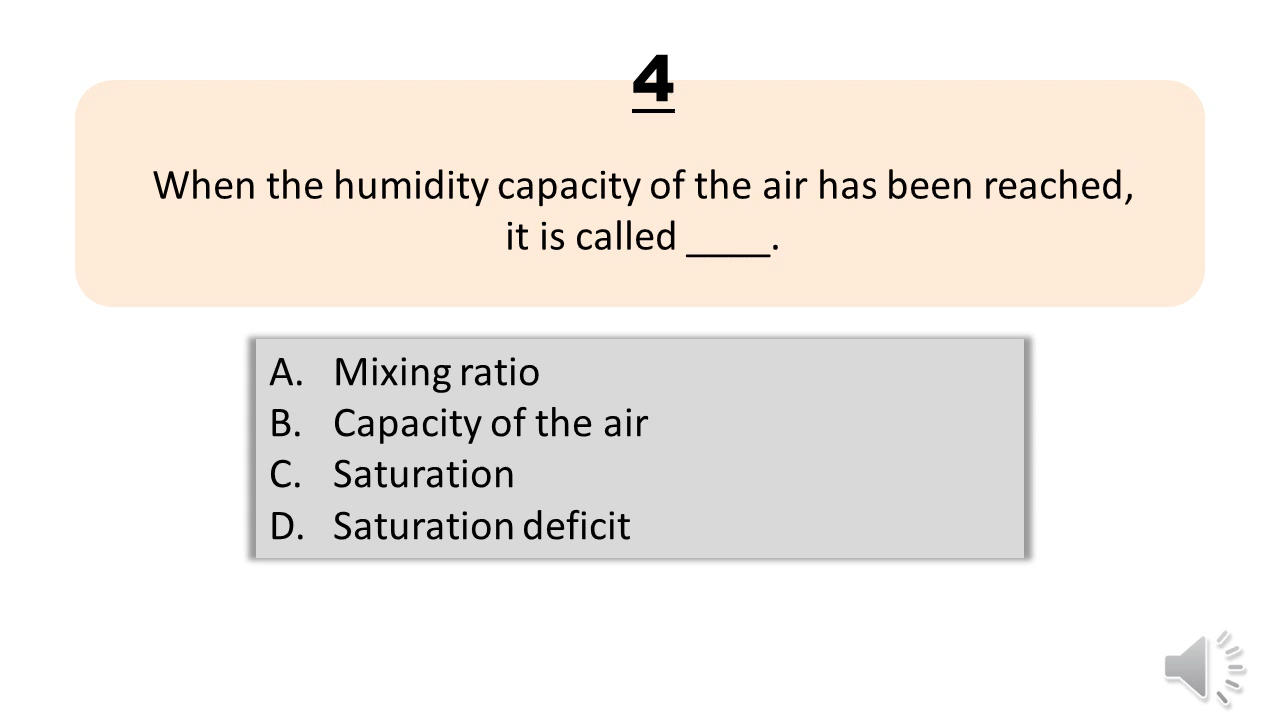 4
When the humidity capacity of the air has been reached,
it is called ____.
A. Mixing ratio
B. Capacity of the air
C. Saturation
D. Saturation deficit